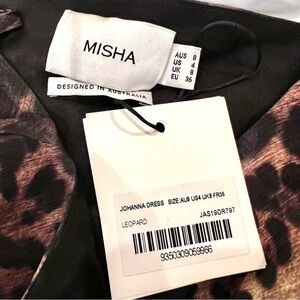 MISHA
AUS 8
US 4
UK 8
EU 36
DESIGNED IN AUSTRALIA
JOHANNA DRESS SIZE:AU8 US4 UK8 FR36
LEOPARD JAS19DR797
9350309059966